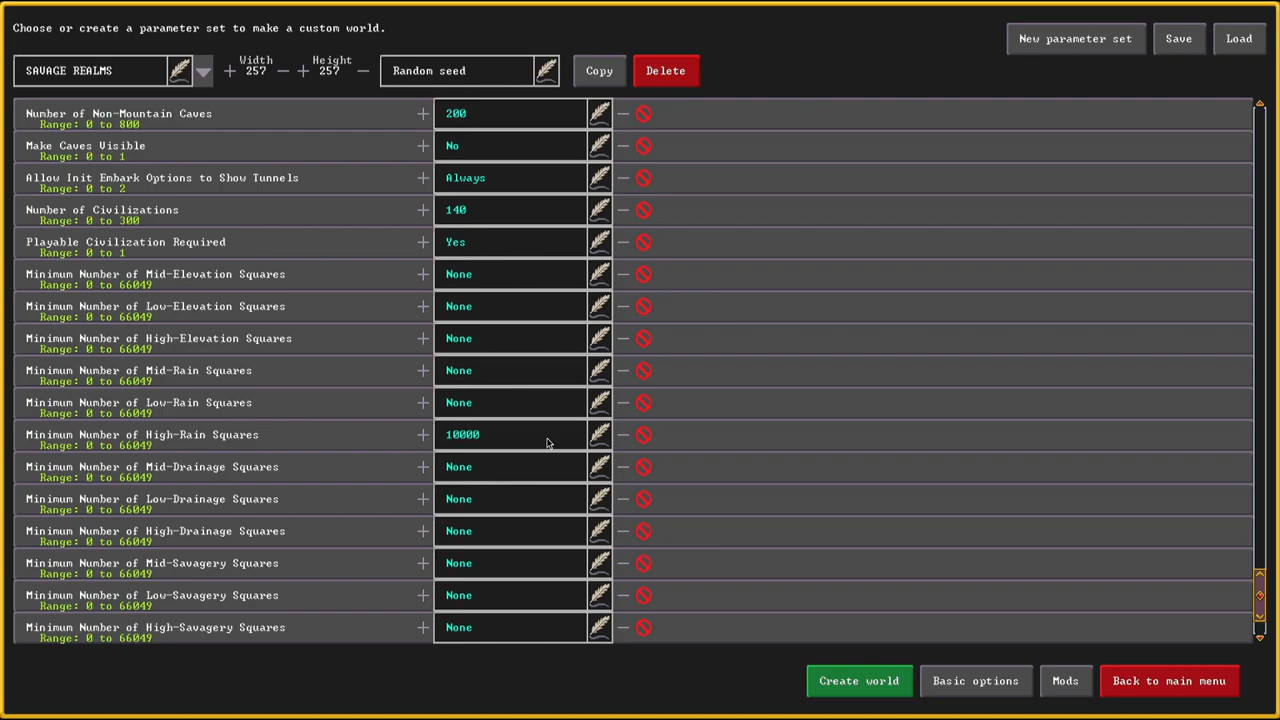 Choose or create a parameter set to make a custom world.
New parameter set
Save
Load
SAVAGE REALMS
Width
257
Height
257
Random seed
Copy
Delete
Number of Non-Mountain Caves
Range: 0 to 800
200
Make Caves Visible
Range: 0 to 1
No
Allow Init Embark Options to Show Tunnels
Range: 0 to 2
Always
Number of Civilizations
Range: 0 to 300
140
Playable Civilization Required
Range: 0 to 1
Yes
Minimum Number of Mid-Elevation Squares
Range: 0 to 66049
None
Minimum Number of Low-Elevation Squares
Range: 0 to 66049
None
Minimum Number of High-Elevation Squares
Range: 0 to 66049
None
Minimum Number of Mid-Rain Squares
Range: 0 to 66049
None
Minimum Number of Low-Rain Squares
Range: 0 to 66049
None
Minimum Number of High-Rain Squares
Range: 0 to 66049
10000
Minimum Number of Mid-Drainage Squares
Range: 0 to 66049
None
Minimum Number of Low-Drainage Squares
Range: 0 to 66049
None
Minimum Number of High-Drainage Squares
Range: 0 to 66049
None
Minimum Number of Mid-Savagery Squares
Range: 0 to 66049
None
Minimum Number of Low-Savagery Squares
Range: 0 to 66049
None
Minimum Number of High-Savagery Squares
Range: 0 to 66049
None
Create world
Basic options
Mods
Back to main menu